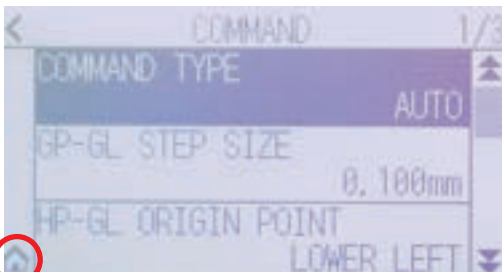 COMMAND 1/3
COMMAND TYPE
AUTO
GP-GL STEP SIZE
0.100mm
HP-GL ORIGIN POINT
LOWER LEFT